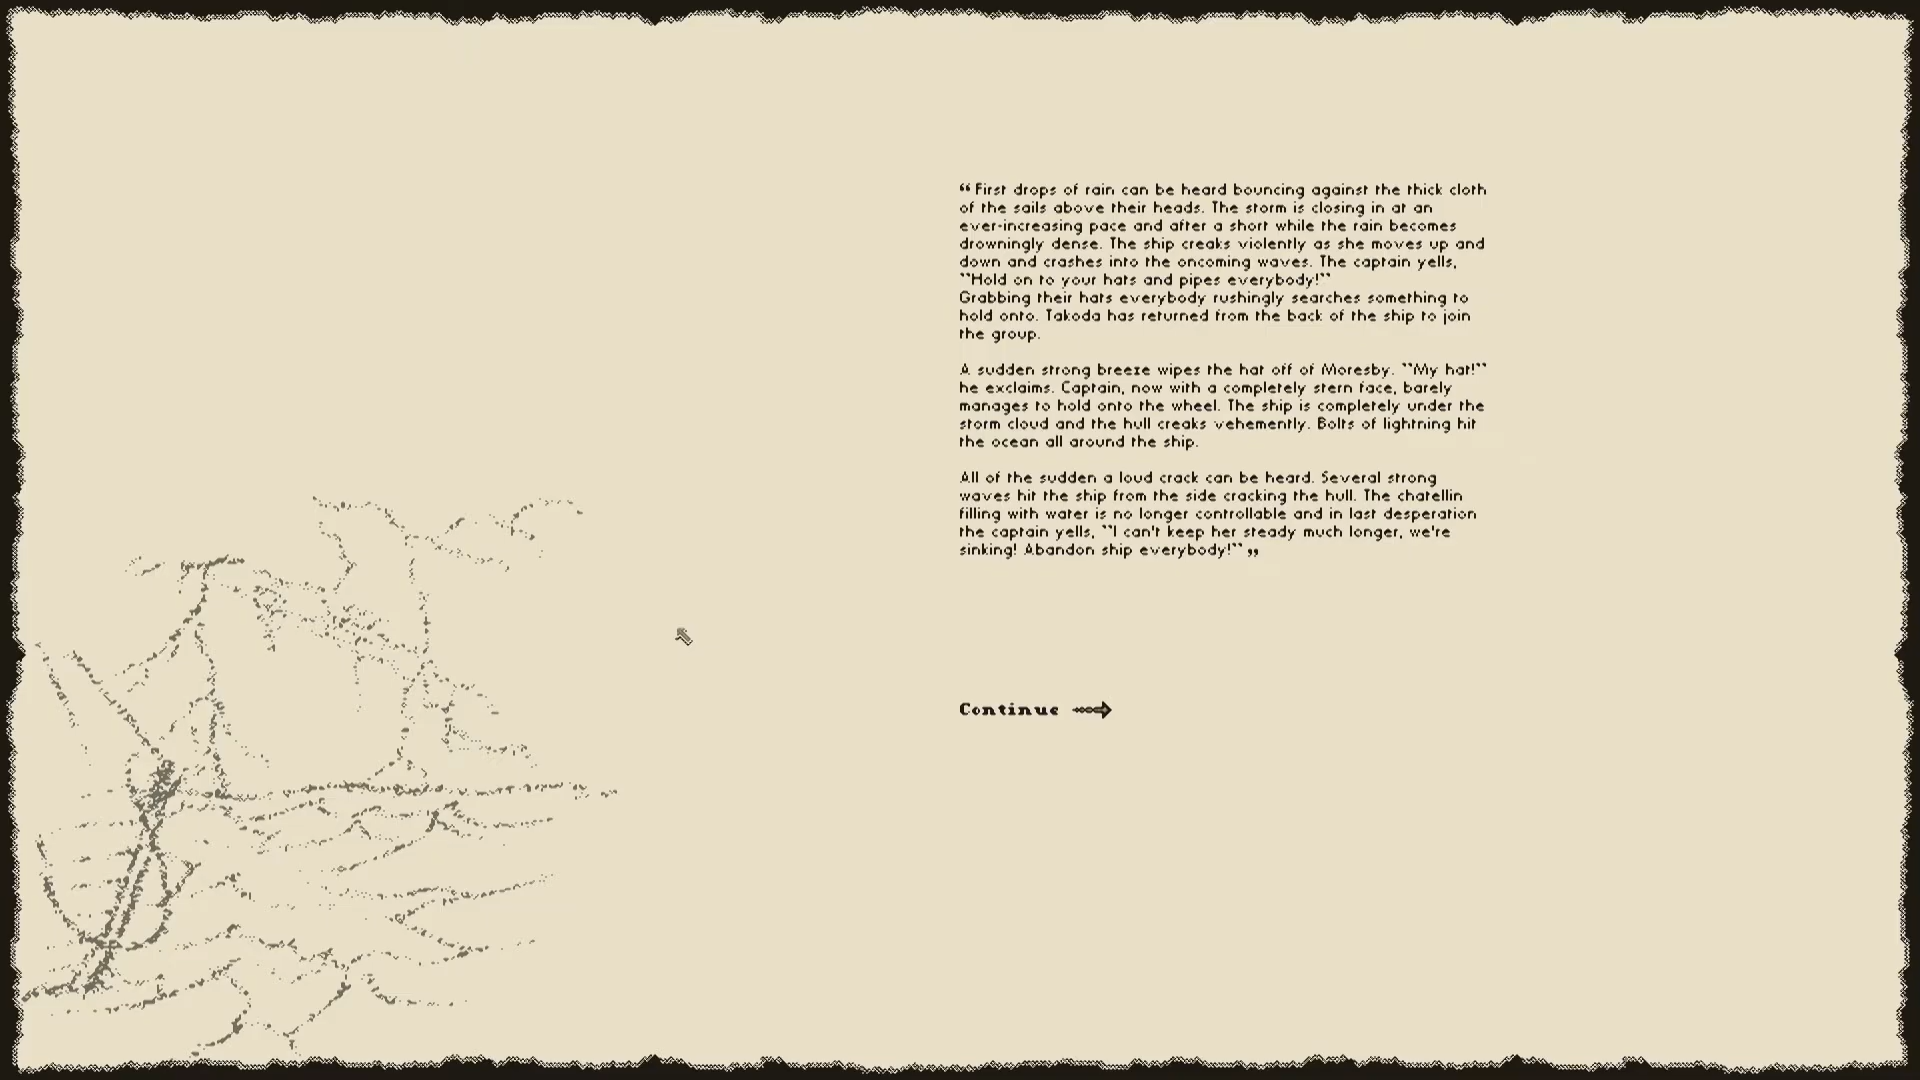 “First drops of rain can be heard bouncing against the thick cloth
of the sails above their heads. The storm is closing in at an
ever-increasing pace and after a short while the rain becomes
drowningly dense. The ship creaks violently as she moves up and
down and crashes into the oncoming waves. The captain yells,
"Hold on to your hats and pipes everybody!"
Grabbing their hats everybody rushingly searches something to
hold onto. Takoda has returned from the back of the ship to join
the group.
A sudden strong breeze wipes the hat off of Moresby. "My hat!"
he exclaims. Captain, now with a completely stern face, barely
manages to hold onto the wheel. The ship is completely under the
storm cloud and the hull creaks vehemently. Bolts of lightning hit
the ocean all around the ship.
All of the sudden a loud crack can be heard. Several strong
waves hit the ship from the side cracking the hull. The chatellin
filling with water is no longer controllable and in last desperation
the captain yells, "I can't keep her steady much longer, we're
sinking! Abandon ship everybody!"”
Continue